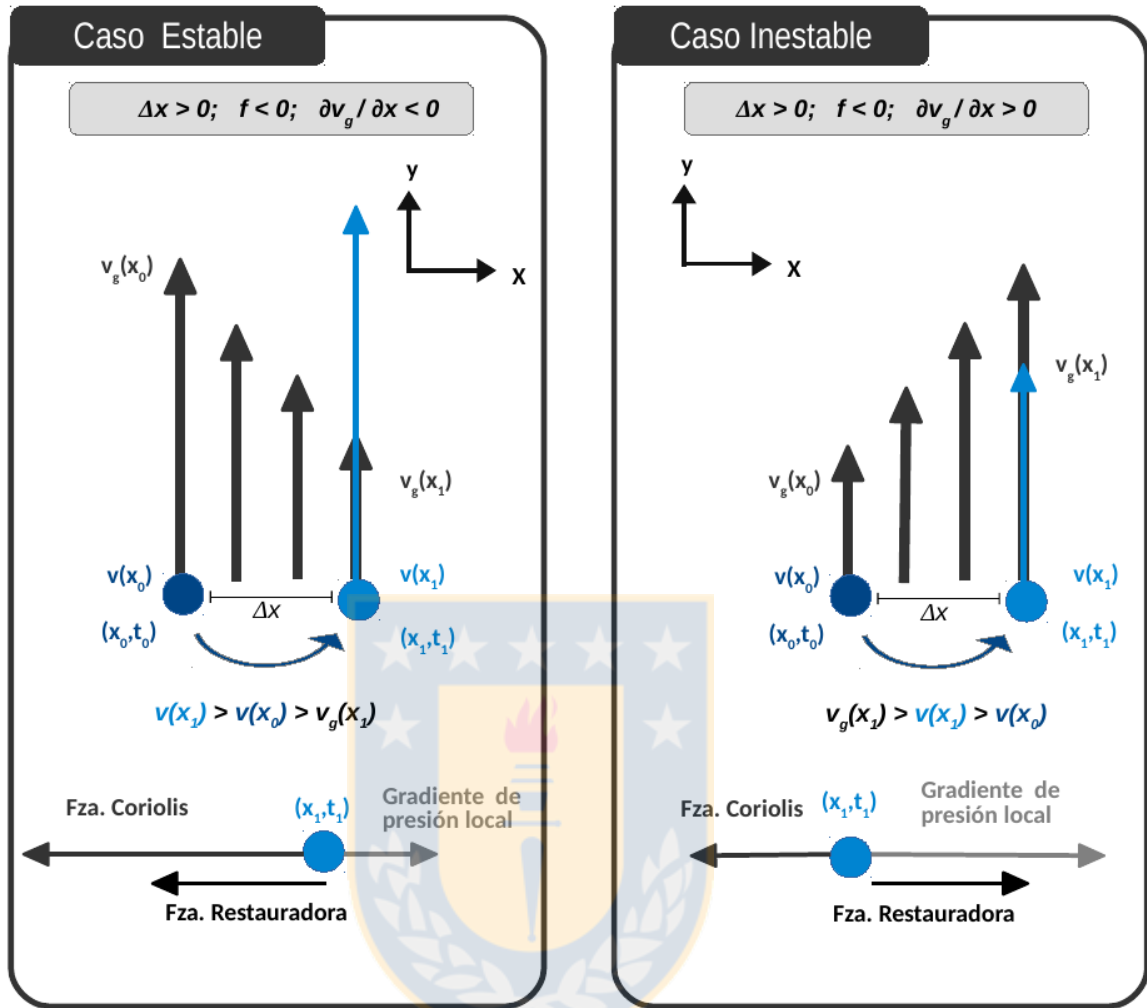 Caso Estable
Δx > 0; f < 0; ∂vg / ∂x < 0
y
X
vg(x0)
vg(x1)
v(x0)
v(x1)
Δx
(x0,t0)
(x1,t1)
v(x1) > v(x0) > vg(x1)
Fza. Coriolis
(x1,t1)
Gradiente de
presión local
Fza. Restauradora
Caso Inestable
Δx > 0; f < 0; ∂vg / ∂x > 0
y
X
vg(x1)
vg(x0)
v(x0)
v(x1)
Δx
(x0,t0)
(x1,t1)
vg(x1) > v(x1) > v(x0)
Fza. Coriolis
(x1,t1)
Gradiente de
presión local
Fza. Restauradora